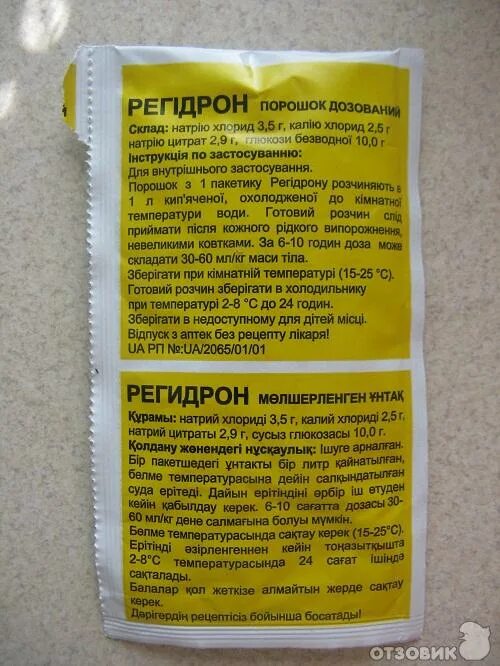 РЕГІДРОН ПОРОШОК ДОЗОВАНИЙ
Склад: натрію хлорид 3,5 г, калію хлорид 2,5 г
натрію цитрат 2,9 г, глюкози безводної 10,0 г
Інструкція по застосуванню:
Для внутрішнього застосування.
Порошок з 1 пакетику Регідрону розчиняють в
1 л кип'яченої, охолодженої до кімнатної
температури води. Готовий розчин слід
приймати після кожного рідкого випорожнення,
невеликими ковтками. За 6-10 годин доза може
складати 30-60 мл/кг маси тіла.
Зберігати при кімнатній температурі (15-25 °С).
Готовий розчин зберігати в холодильнику
при температурі 2-8 °С до 24 годин.
Зберігати в недоступному для дітей місці.
Відпуск з аптек без рецепту лікаря!
UA РП №:UA/2065/01/01
РЕГИДРОН МӨЛШЕРЛЕНГЕН ҰНТАҚ
Құрамы: натрий хлориді 3,5 г, калий хлориді 2,5 г,
натрий цитраты 2,9 г, сусыз глюкозасы 10,0 г.
Қолдану жөнендегі нұсқаулық: Ішуге арналған.
Бір пакетшедегі ұнтақты бір литр қайнатылған,
бөлме температурасына дейін салқындатылған
суда ерітеді. Дайын ерітіндіні әрбір іш өтуден
кейін қабылдау керек. 6-10 сағатта дозасы 30-
60 мл/кг дене салмағына болуы мүмкін.
Бөлме температурасында сақтау керек (15-25°С).
Ерітінді әзірленгеннен кейін тоңазытқышта
2-8°С температурасында 24 сағат ішінде
сақталады.
Балалар қол жеткізе алмайтын жерде сақтау
керек.
Дәрігердің рецептісіз бойынша босатады!
ОТЗОВИК